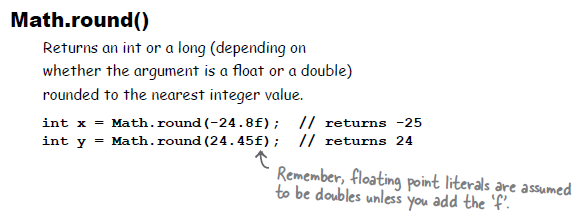 Math.round()
Returns an int or a long (depending on
whether the argument is a float or a double)
rounded to the nearest integer value.
int x = Math.round(-24.8f);  // returns -25
int y = Math.round(24.45f);  // returns 24
Remember, floating point literals are assumed
to be doubles unless you add the 'f'.